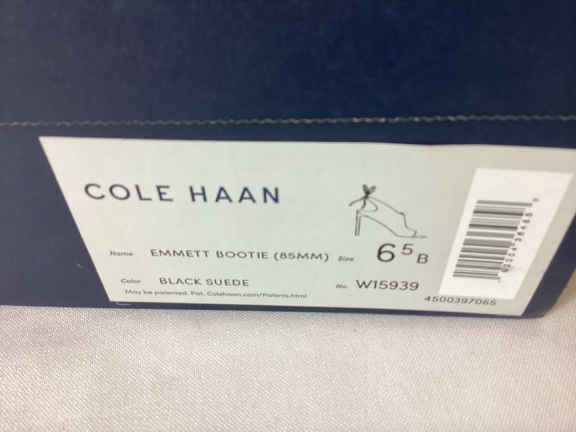 COLE HAAN
Name EMMETT BOOTIE (85MM) Size 6 5 B
Color BLACK SUEDE No. W15939
May be patented. Pat. Colehaan.com/Patents.html
4500397065